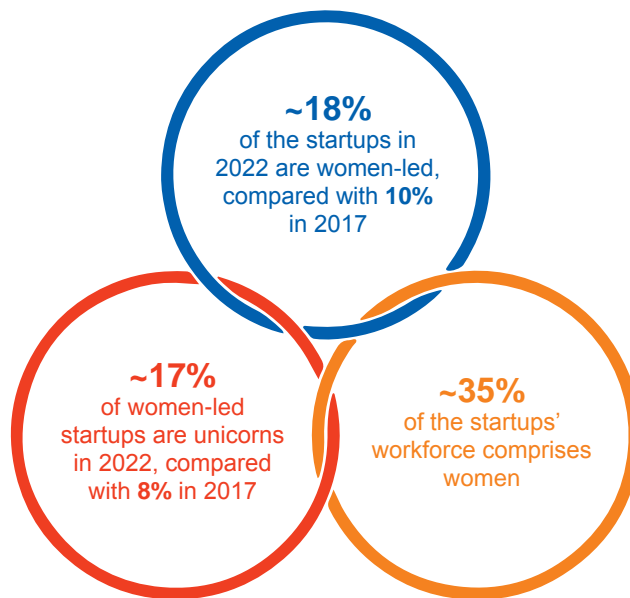 ~18%
of the startups in
2022 are women-led,
compared with 10%
in 2017
~17%
of women-led
startups are unicorns
in 2022, compared
with 8% in 2017
~35%
of the startups’
workforce comprises
women